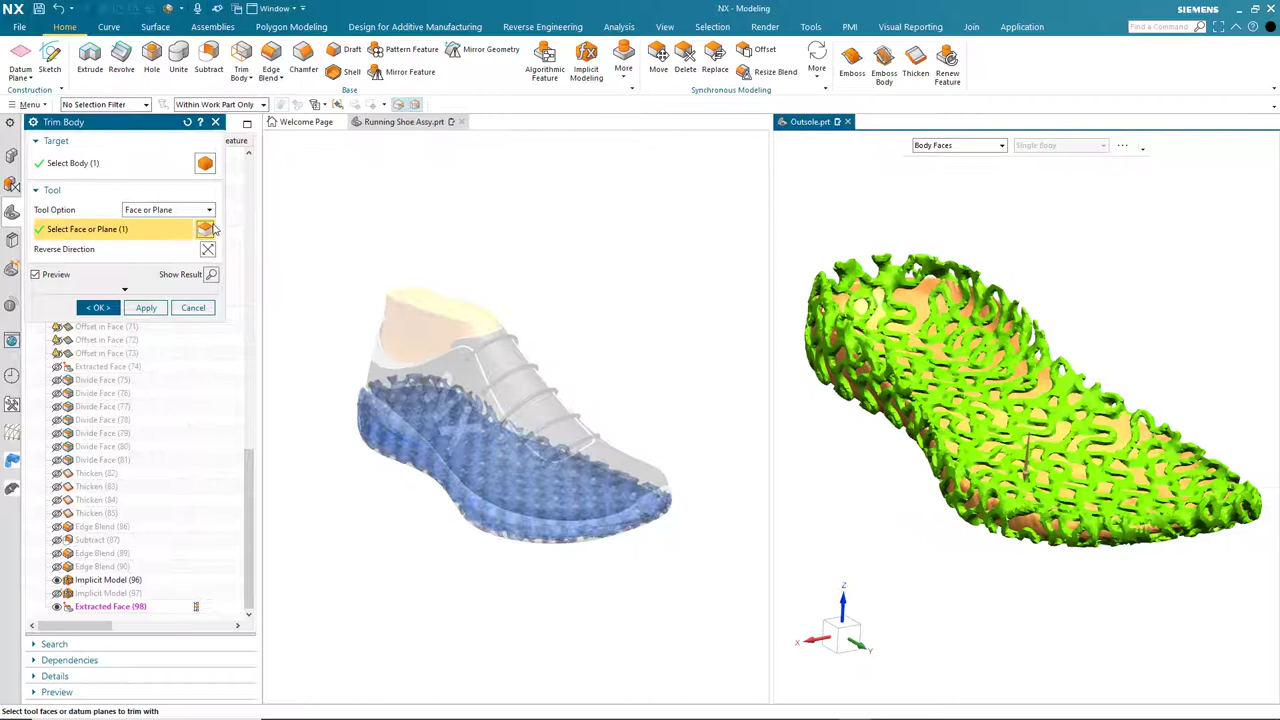 NX
Window
NX - Modeling
SIEMENS
File Home Curve Surface Assemblies Polygon Modeling Design for Additive Manufacturing Reverse Engineering Analysis View Selection Render Tools PMI Visual Reporting Join Application
Find a Command
Datum Plane
Sketch
Extrude
Revolve
Hole
Unite
Subtract
Trim Body
Edge Blend
Chamfer
Draft
Shell
Pattern Feature
Mirror Feature
Mirror Geometry
Algorithmic Feature
Implicit Modeling
More
Move
Delete
Replace
Offset
Resize Blend
More
Emboss
Emboss Body
Thicken
Renew Feature
Construction
Base
Synchronous Modeling
Menu
No Selection Filter
Within Work Part Only
Trim Body
Welcome Page
Running Shoe Assy.prt
Outsole.prt
Target
eature
Body Faces
Single Body
Select Body (1)
Tool
Tool Option
Face or Plane
Select Face or Plane (1)
Reverse Direction
Preview
Show Result
< OK >
Apply
Cancel
Offset in Face (71)
Offset in Face (72)
Offset in Face (73)
Extracted Face (74)
Divide Face (75)
Divide Face (76)
Divide Face (77)
Divide Face (78)
Divide Face (79)
Divide Face (80)
Divide Face (81)
Thicken (82)
Thicken (83)
Thicken (84)
Thicken (85)
Edge Blend (86)
Subtract (87)
Edge Blend (89)
Edge Blend (90)
Implicit Model (96)
Implicit Model (97)
Extracted Face (98)
Z
X
Y
Search
Dependencies
Details
Preview
Select tool faces or datum planes to trim with